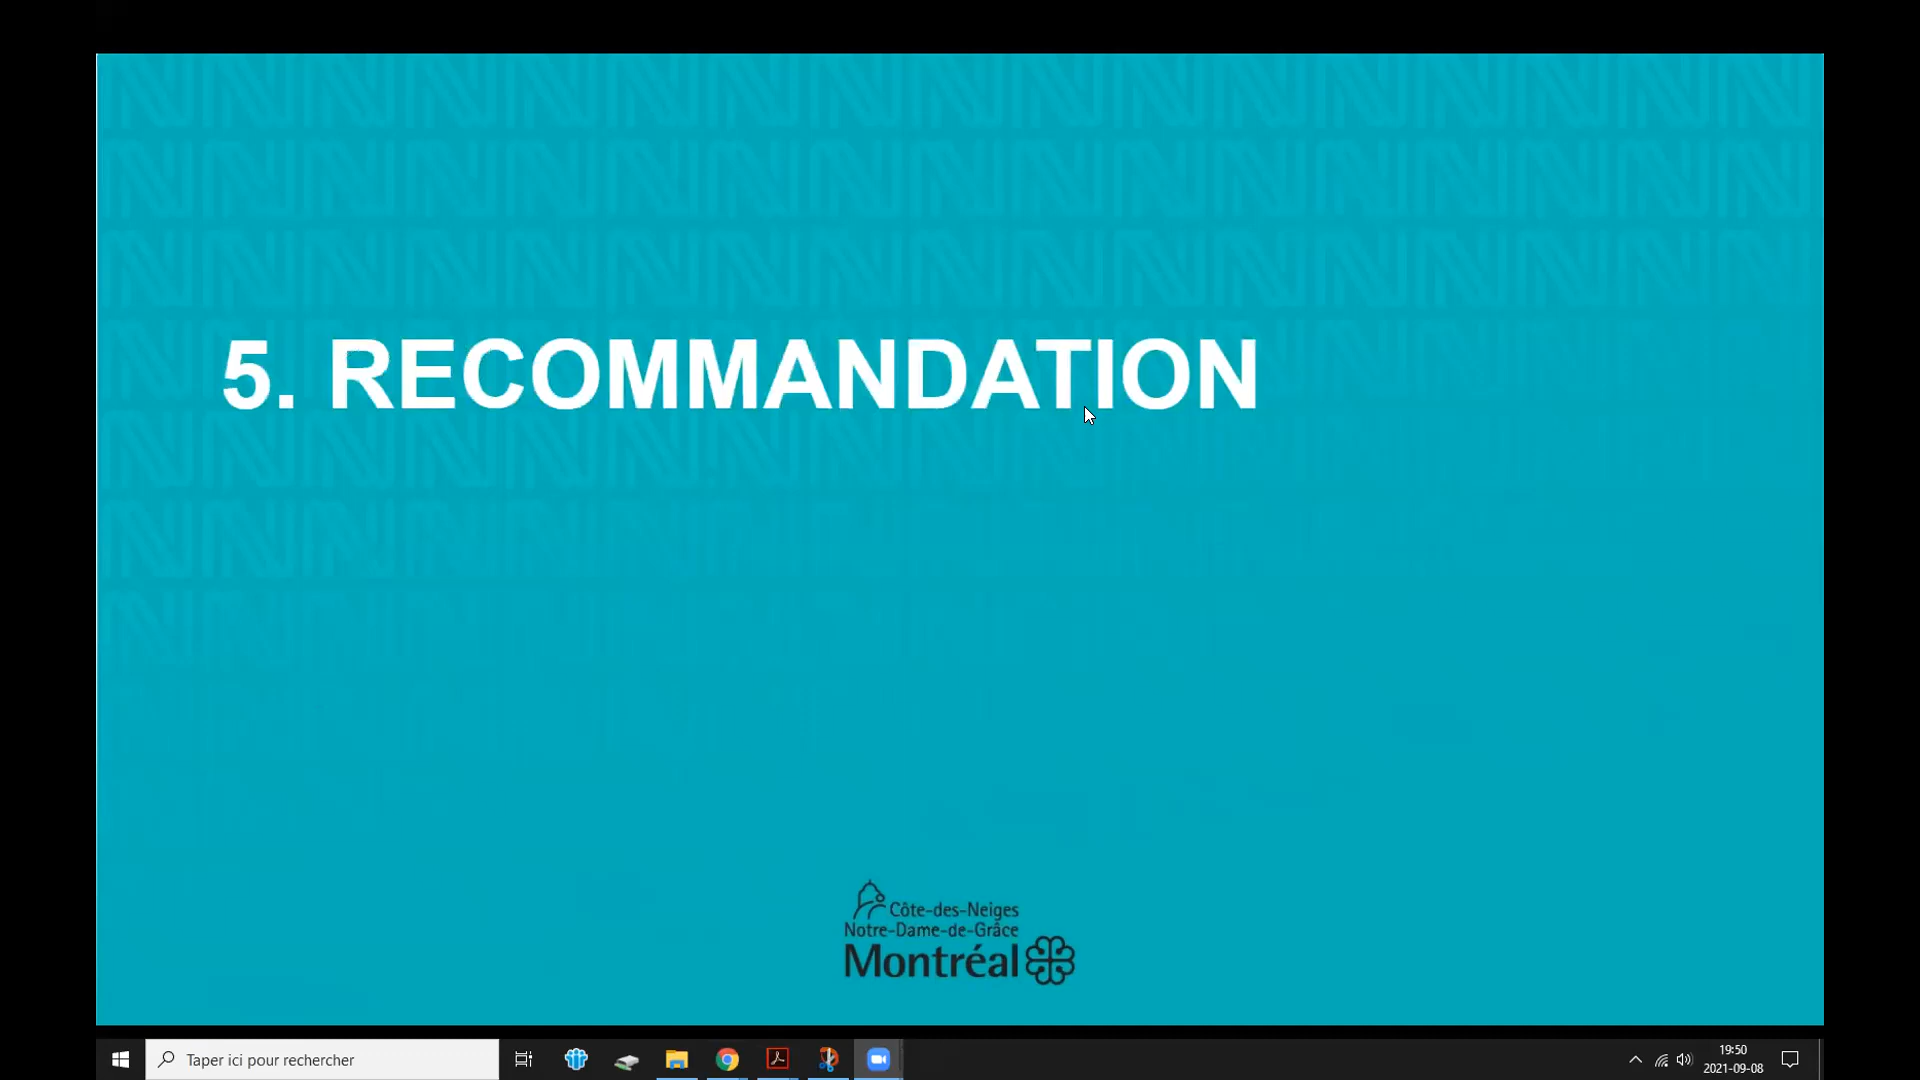 5. RECOMMANDATION
Côte-des-Neiges
Notre-Dame-de-Grâce
Montréal
Taper ici pour rechercher
19:50
2021-09-08